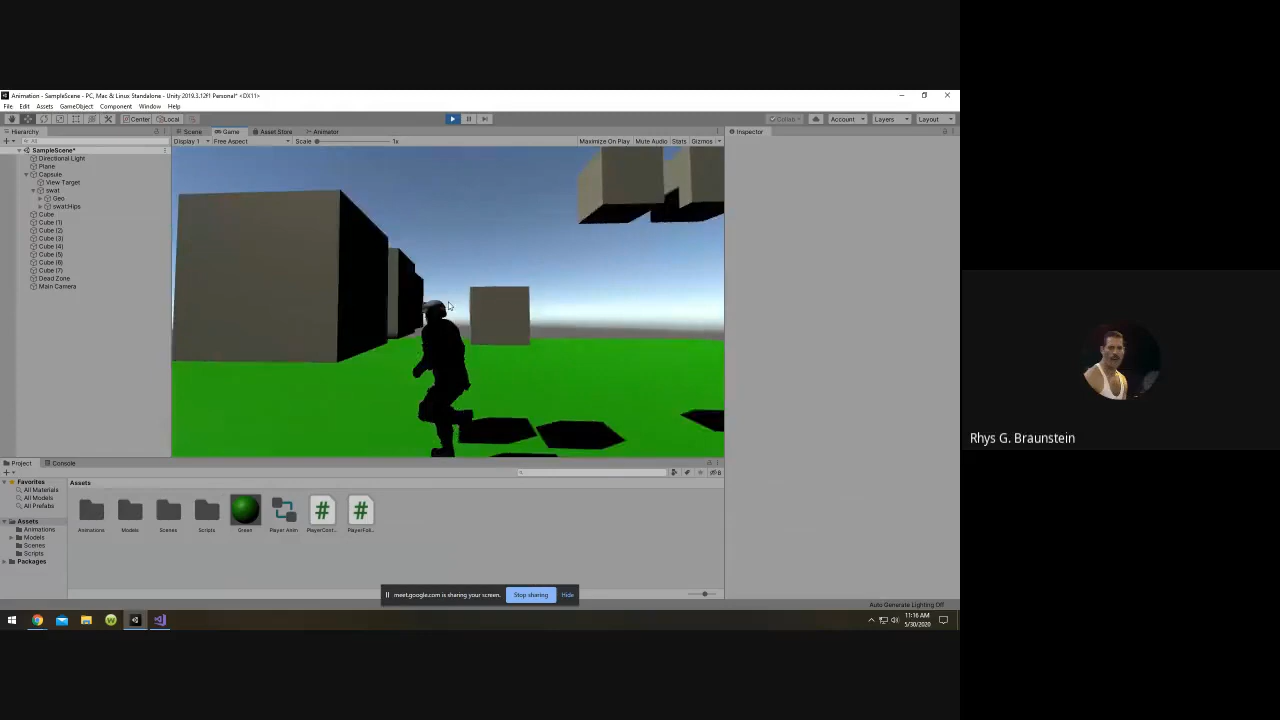 Animation - SampleScene - PC, Mac & Linux Standalone - Unity 2019.3.12f1 Personal* <DX11>
File Edit Assets GameObject Component Window Help
Center Local Collab Account Layers Layout
Hierarchy Scene Game Asset Store Animator Inspector
All Display 1 Free Aspect Scale 1x Maximize On Play Mute Audio Stats Gizmos
SampleScene*
Directional Light
Plane
Capsule
View Target
swat
Geo
swat:Hips
Cube
Cube (1)
Cube (2)
Cube (3)
Cube (4)
Cube (5)
Cube (6)
Cube (7)
Dead Zone
Main Camera
Rhys G. Braunstein
Project Console
Favorites
All Materials
All Models
All Prefabs
Assets
Animations
Models
Scenes
Scripts
Packages
Assets
Animations Models Scenes Scripts Green Player Anim PlayerCont... PlayerFoll...
meet.google.com is sharing your screen. Stop sharing Hide
Auto Generate Lighting Off
11:16 AM
5/30/2020